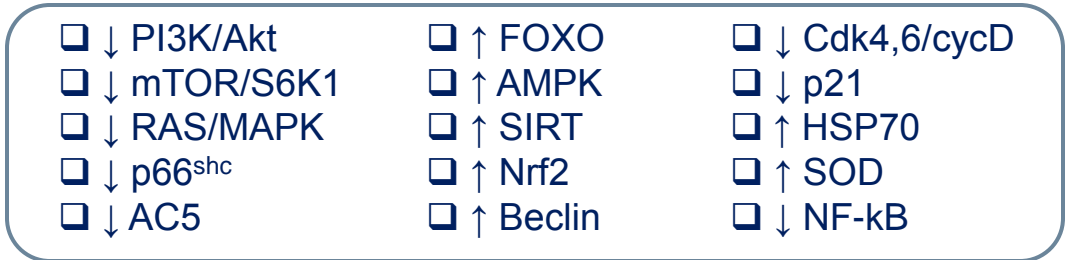 ❑ ↓ PI3K/Akt
❑ ↓ mTOR/S6K1
❑ ↓ RAS/MAPK
❑ ↓ p66shc
❑ ↓ AC5
❑ ↑ FOXO
❑ ↑ AMPK
❑ ↑ SIRT
❑ ↑ Nrf2
❑ ↑ Beclin
❑ ↓ Cdk4,6/cycD
❑ ↓ p21
❑ ↑ HSP70
❑ ↑ SOD
❑ ↓ NF-kB